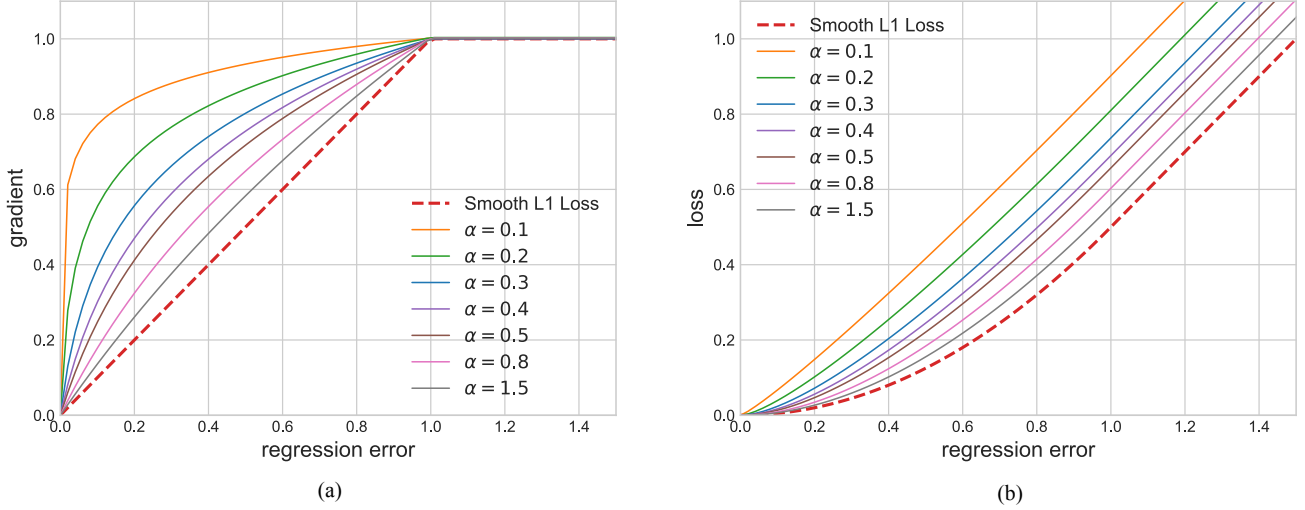 1.0
0.8
0.6
0.4
0.2
0.0
gradient
0.0 0.2 0.4 0.6 0.8 1.0 1.2 1.4
regression error
Smooth L1 Loss
α = 0.1
α = 0.2
α = 0.3
α = 0.4
α = 0.5
α = 0.8
α = 1.5
(a)
1.0
0.8
0.6
0.4
0.2
0.0
loss
0.0 0.2 0.4 0.6 0.8 1.0 1.2 1.4
regression error
Smooth L1 Loss
α = 0.1
α = 0.2
α = 0.3
α = 0.4
α = 0.5
α = 0.8
α = 1.5
(b)